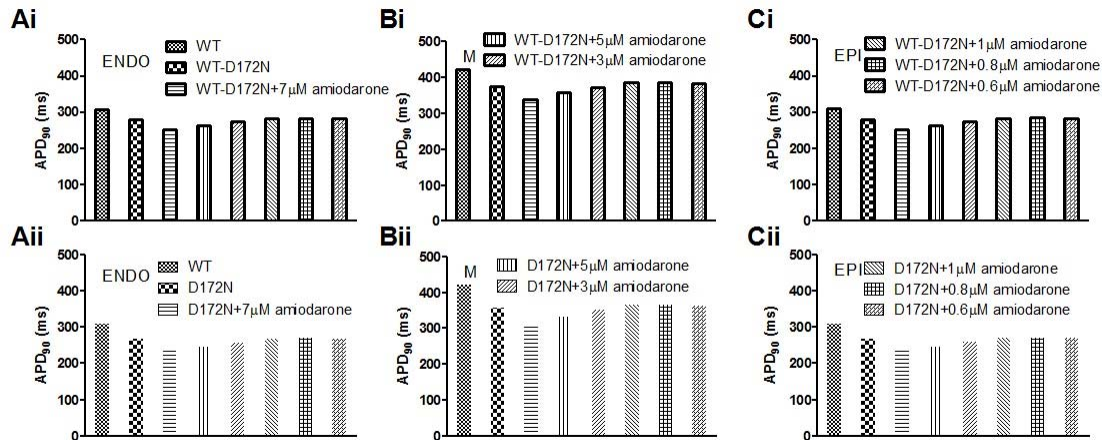 Ai
500
400
300
200
100
0
APD90 (ms)
ENDO
WT
WT-D172N
WT-D172N+7μM amiodarone
Bi
500
400
300
200
100
0
APD90 (ms)
M
WT-D172N+5μM amiodarone
WT-D172N+3μM amiodarone
Ci
500
400
300
200
100
0
APD90 (ms)
EPI
WT-D172N+1μM amiodarone
WT-D172N+0.8μM amiodarone
WT-D172N+0.6μM amiodarone
Aii
500
400
300
200
100
0
APD90 (ms)
ENDO
WT
D172N
D172N+7μM amiodarone
Bii
500
400
300
200
100
0
APD90 (ms)
M
D172N+5μM amiodarone
D172N+3μM amiodarone
Cii
500
400
300
200
100
0
APD90 (ms)
EPI
D172N+1μM amiodarone
D172N+0.8μM amiodarone
D172N+0.6μM amiodarone